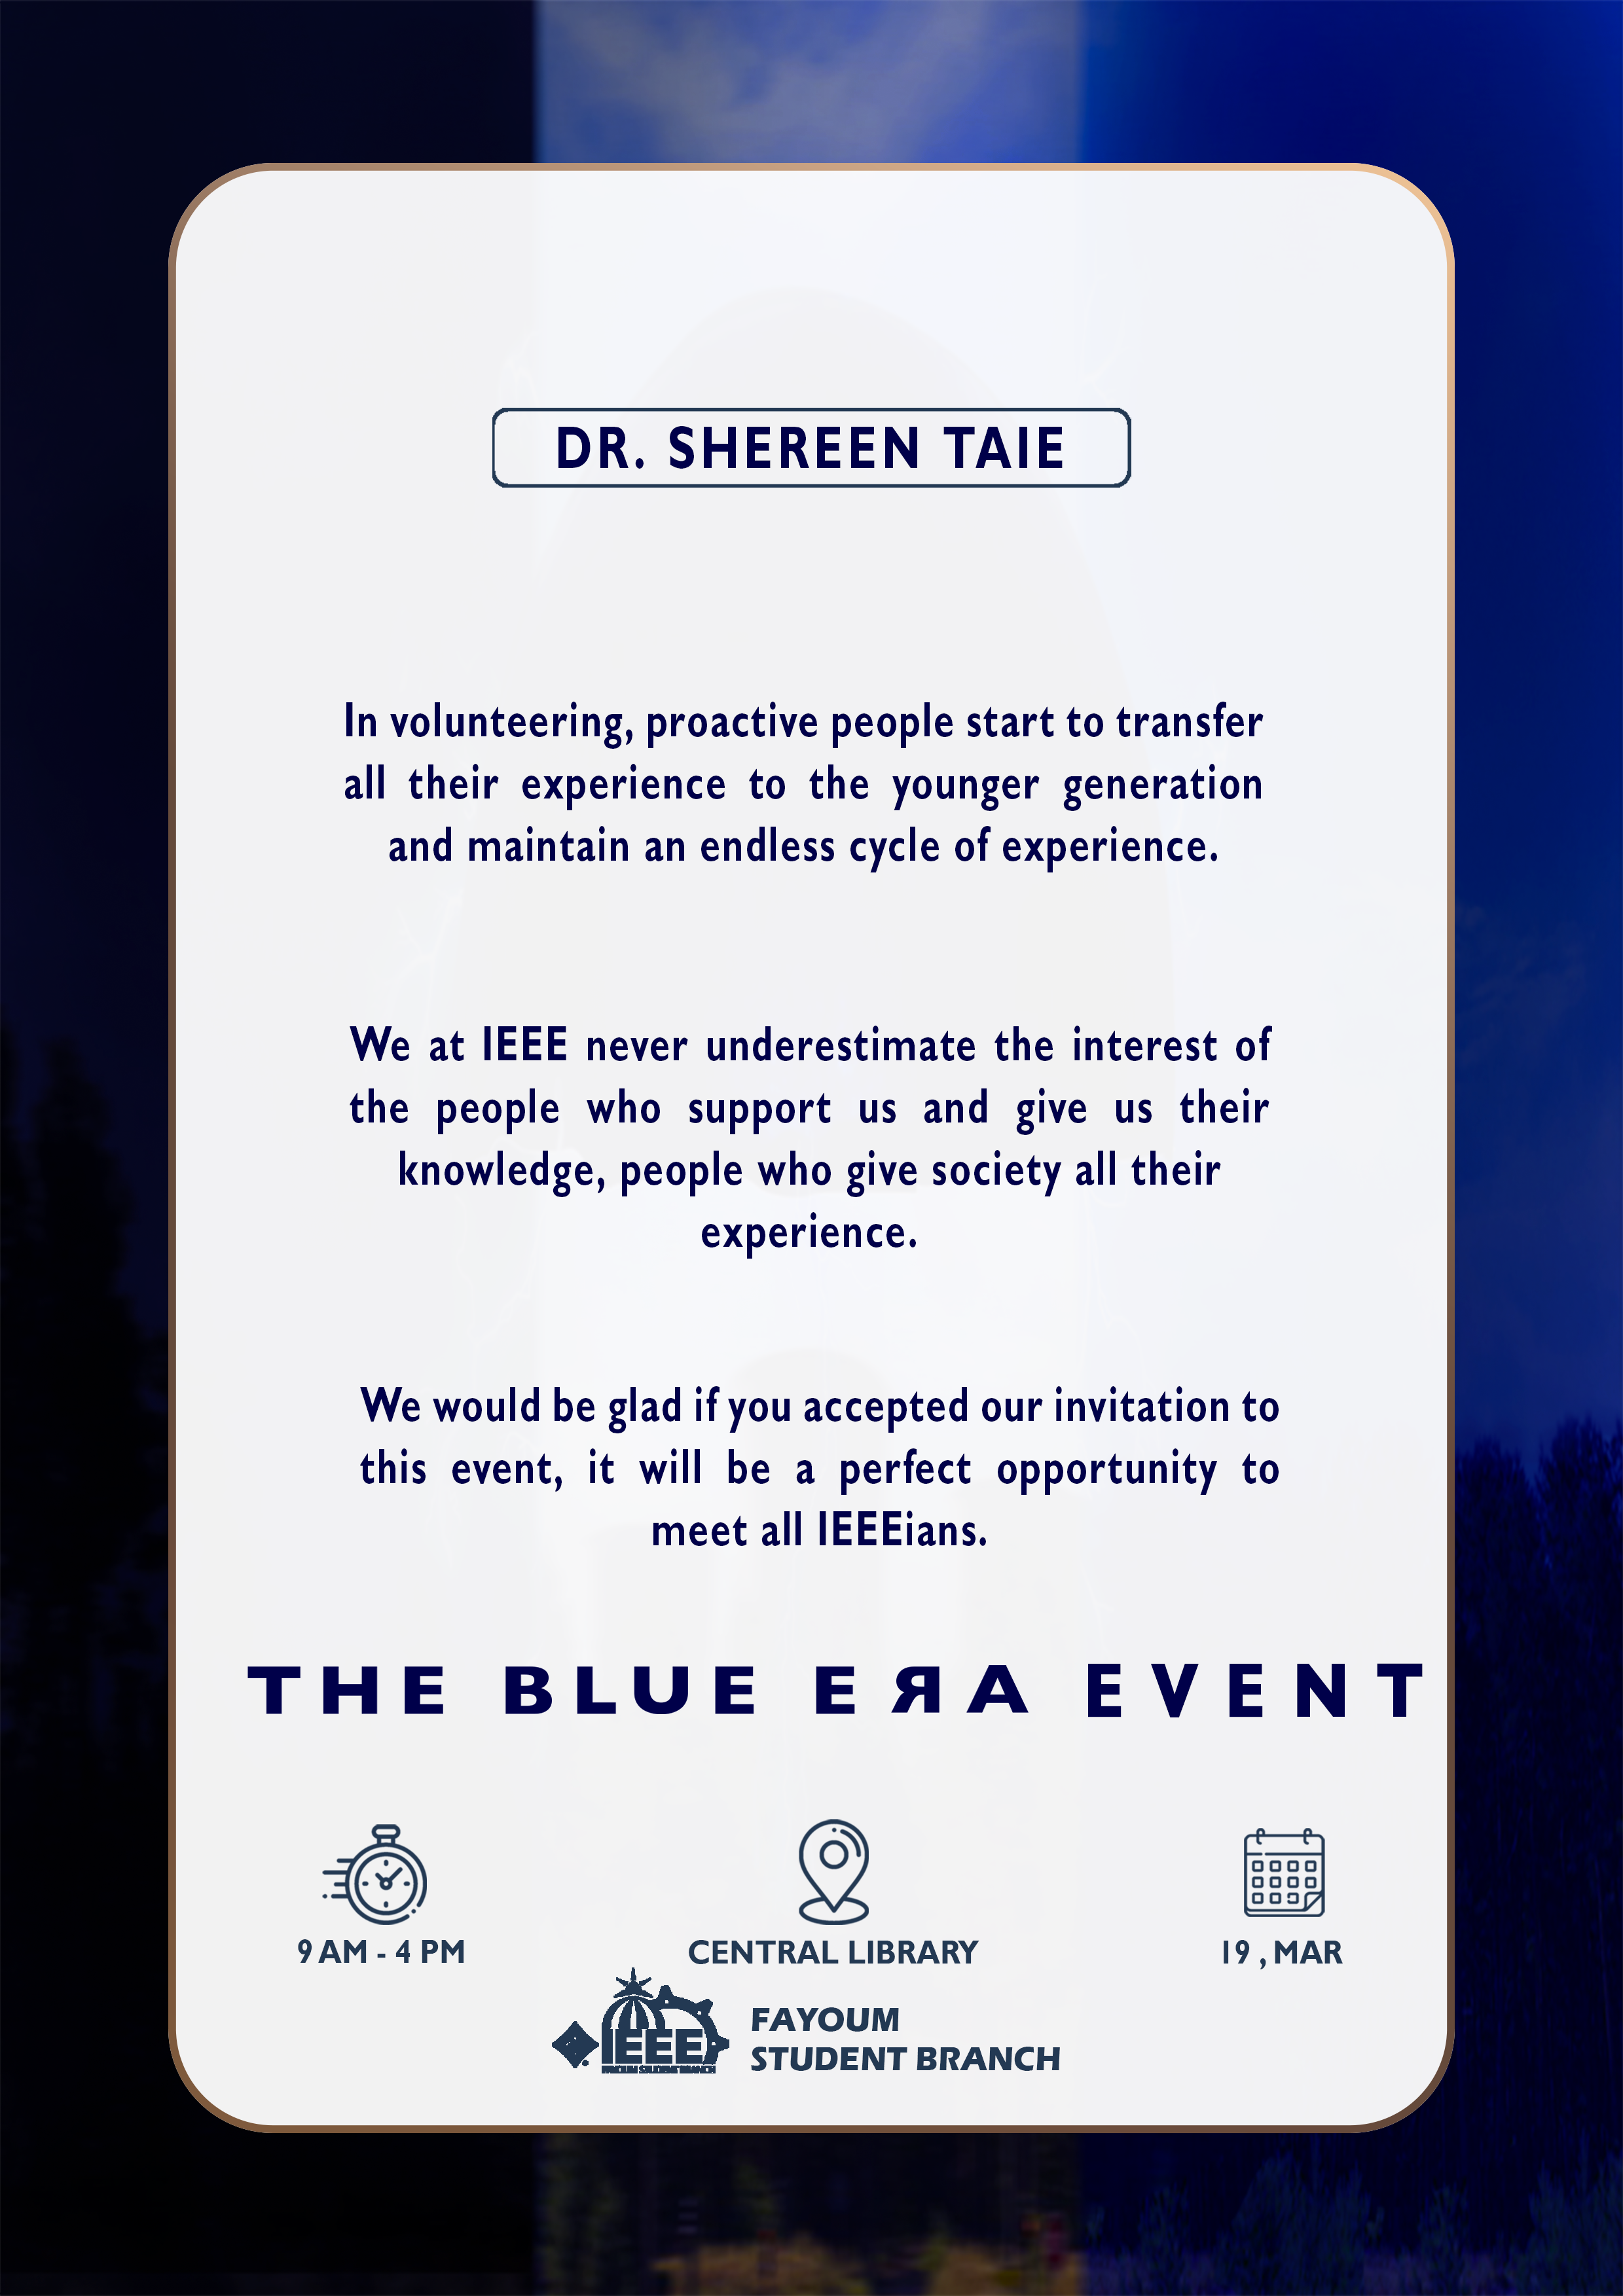 DR. SHEREEN TAIE
In volunteering, proactive people start to transfer
all their experience to the younger generation
and maintain an endless cycle of experience.
We at IEEE never underestimate the interest of
the people who support us and give us their
knowledge, people who give society all their
experience.
We would be glad if you accepted our invitation to
this event, it will be a perfect opportunity to
meet all IEEEians.
THE BLUE EЯA EVENT
9 AM - 4 PM
CENTRAL LIBRARY
19 , MAR
IEEE
FAYOUM STUDENT BRANCH
FAYOUM
STUDENT BRANCH